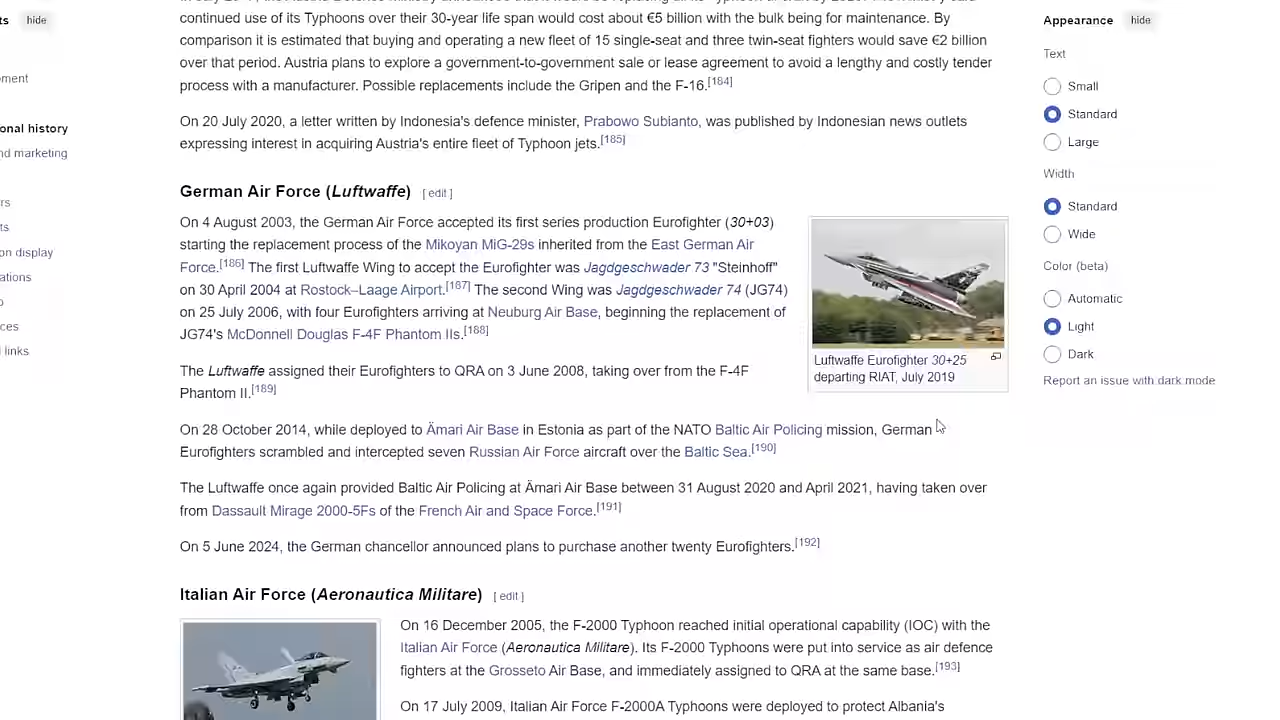 ts hide
continued use of its Typhoons over their 30-year life span would cost about €5 billion with the bulk being for maintenance. By
comparison it is estimated that buying and operating a new fleet of 15 single-seat and three twin-seat fighters would save €2 billion
over that period. Austria plans to explore a government-to-government sale or lease agreement to avoid a lengthy and costly tender
process with a manufacturer. Possible replacements include the Gripen and the F-16.[184]
On 20 July 2020, a letter written by Indonesia's defence minister, Prabowo Subianto, was published by Indonesian news outlets
expressing interest in acquiring Austria's entire fleet of Typhoon jets.[185]
German Air Force (Luftwaffe) [ edit ]
On 4 August 2003, the German Air Force accepted its first series production Eurofighter (30+03)
starting the replacement process of the Mikoyan MiG-29s inherited from the East German Air
Force.[186] The first Luftwaffe Wing to accept the Eurofighter was Jagdgeschwader 73 "Steinhoff"
on 30 April 2004 at Rostock–Laage Airport.[187] The second Wing was Jagdgeschwader 74 (JG74)
on 25 July 2006, with four Eurofighters arriving at Neuburg Air Base, beginning the replacement of
JG74's McDonnell Douglas F-4F Phantom IIs.[188]
The Luftwaffe assigned their Eurofighters to QRA on 3 June 2008, taking over from the F-4F
Phantom II.[189]
Luftwaffe Eurofighter 30+25
departing RIAT, July 2019
On 28 October 2014, while deployed to Ämari Air Base in Estonia as part of the NATO Baltic Air Policing mission, German
Eurofighters scrambled and intercepted seven Russian Air Force aircraft over the Baltic Sea.[190]
The Luftwaffe once again provided Baltic Air Policing at Ämari Air Base between 31 August 2020 and April 2021, having taken over
from Dassault Mirage 2000-5Fs of the French Air and Space Force.[191]
On 5 June 2024, the German chancellor announced plans to purchase another twenty Eurofighters.[192]
Italian Air Force (Aeronautica Militare) [ edit ]
On 16 December 2005, the F-2000 Typhoon reached initial operational capability (IOC) with the
Italian Air Force (Aeronautica Militare). Its F-2000 Typhoons were put into service as air defence
fighters at the Grosseto Air Base, and immediately assigned to QRA at the same base.[193]
On 17 July 2009, Italian Air Force F-2000A Typhoons were deployed to protect Albania's
oment
onal history
nd marketing
rs
ts
on display
ations
o
ces
l links
Appearance hide
Text
Small
Standard
Large
Width
Standard
Wide
Color (beta)
Automatic
Light
Dark
Report an issue with dark mode